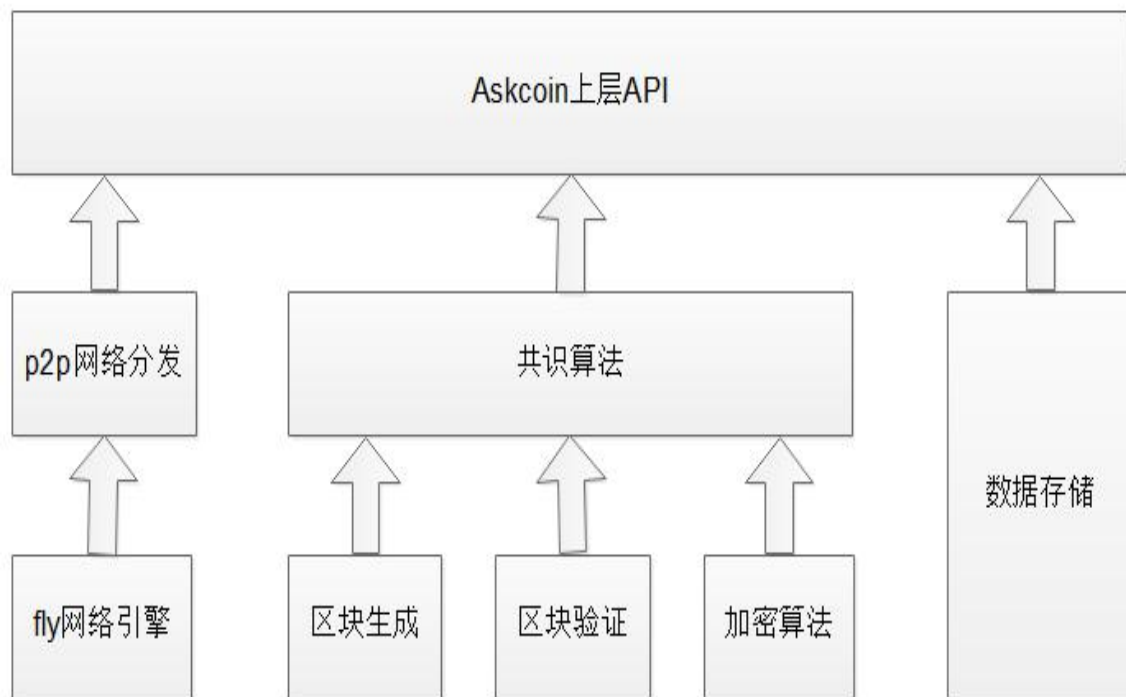 Askcoin上层API
p2p网络分发
共识算法
数据存储
fly网络引擎
区块生成
区块验证
加密算法